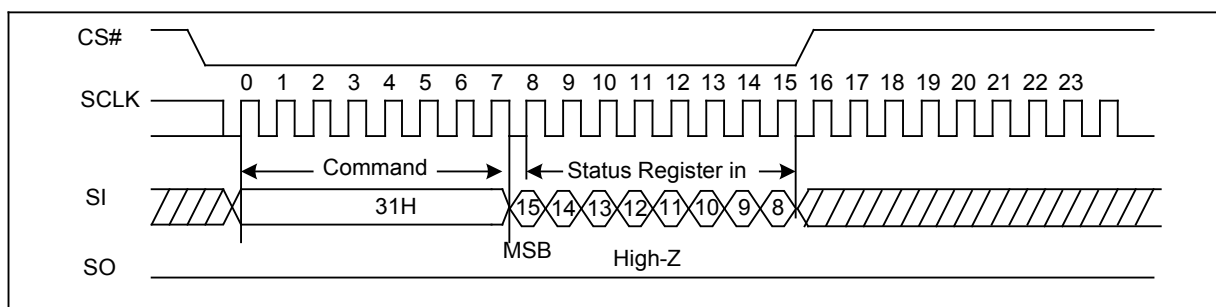 CS#
0 1 2 3 4 5 6 7 8 9 10 11 12 13 14 15 16 17 18 19 20 21 22 23
SCLK
Command Status Register in
SI 31H 15 14 13 12 11 10 9 8
MSB High-Z
SO